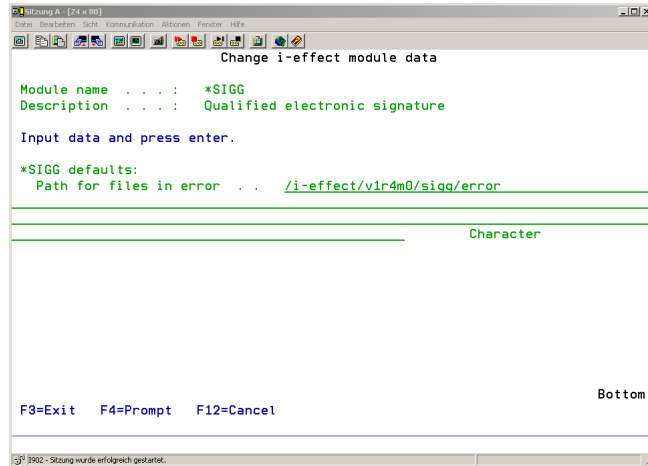 Sitzung A - [24 x 80]
Datei Bearbeiten Sicht Kommunikation Aktionen Fenster Hilfe
Change i-effect module data
Module name . . . : *SIGG
Description . . . : Qualified electronic signature
Input data and press enter.
*SIGG defaults:
Path for files in error . . /i-effect/v1r4m0/sigg/error
Character
Bottom
F3=Exit F4=Prompt F12=Cancel
I902 - Sitzung wurde erfolgreich gestartet.